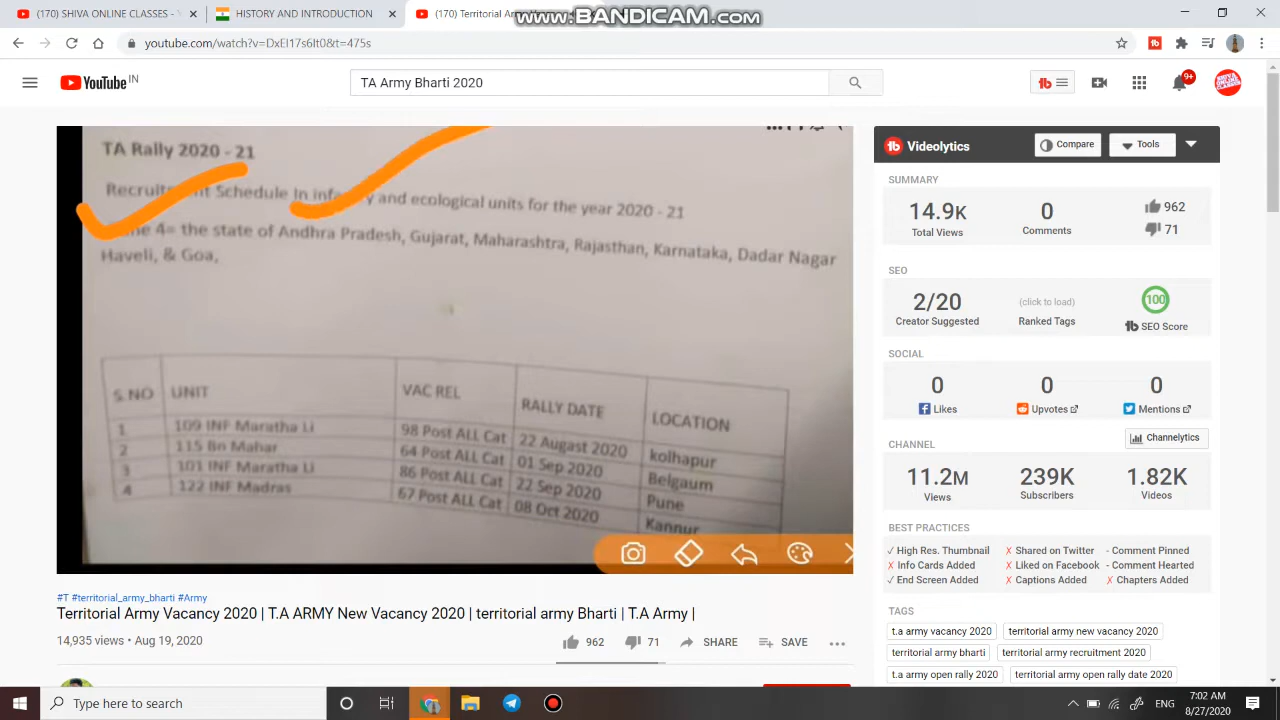 (170) SHIVA ONLINE CLASSES -
HISTORY AND INTRODUCTION
(170) Territorial Army
www.BANDICAM.com
youtube.com/watch?v=DxEI17s6It0&t=475s
YouTube IN
TA Army Bharti 2020
9+
TA Rally 2020 - 21
Schedule In and ecological units for the year 2020 - 21
4= the state of Andhra Pradesh, Gujarat, Maharashtra, Rajasthan, Karnataka, Dadar Nagar
Haveli, & Goa,
S.NO UNIT VAC REL RALLY DATE LOCATION
1 109 INF Maratha Li 98 Post ALL Cat 22 Augast 2020 kolhapur
2 115 Bn Mahar 64 Post ALL Cat 01 Sep 2020 Belgaum
3 101 INF Maratha Li 86 Post ALL Cat 22 Sep 2020 Pune
4 122 INF Madras 67 Post ALL Cat 08 Oct 2020 Kannur
#T #territorial_army_bharti #Army
Territorial Army Vacancy 2020 | T.A ARMY New Vacancy 2020 | territorial army Bharti | T.A Army |
14,935 views • Aug 19, 2020
962 71 SHARE SAVE
Videolytics Compare Tools
SUMMARY
14.9K 0 962
Total Views Comments 71
SEO
2/20 (click to load) 100
Creator Suggested Ranked Tags SEO Score
SOCIAL
0 0 0
Likes Upvotes Mentions
CHANNEL Channelytics
11.2M 239K 1.82K
Views Subscribers Videos
BEST PRACTICES
✓ High Res. Thumbnail ✗ Shared on Twitter - Comment Pinned
✗ Info Cards Added ✗ Liked on Facebook - Comment Hearted
✓ End Screen Added ✗ Captions Added ✗ Chapters Added
TAGS
t.a army vacancy 2020 territorial army new vacancy 2020
territorial army bharti territorial army recruitment 2020
t.a army open rally 2020 territorial army open rally date 2020
Type here to search
ENG
7:02 AM
8/27/2020